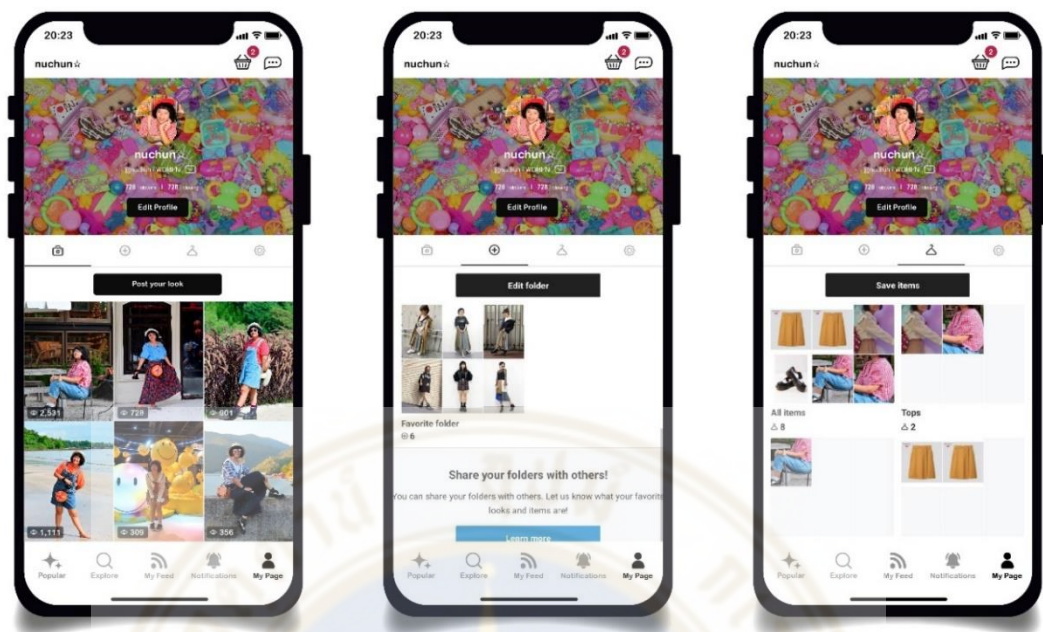 20:23
nuchun☆
2
nuchun☆
728
728
Edit Profile
Post your look
2,531
728
901
1,111
309
356
Popular
Explore
My Feed
Notifications
My Page
20:23
nuchun☆
2
nuchun☆
728
728
Edit Profile
Edit folder
Favorite folder
6
Share your folders with others!
You can share your folders with others. Let us know what your favorite
looks and items are!
Learn more
Popular
Explore
My Feed
Notifications
My Page
20:23
nuchun☆
2
nuchun☆
728
728
Edit Profile
Save items
All items
8
Tops
2
Popular
Explore
My Feed
Notifications
My Page